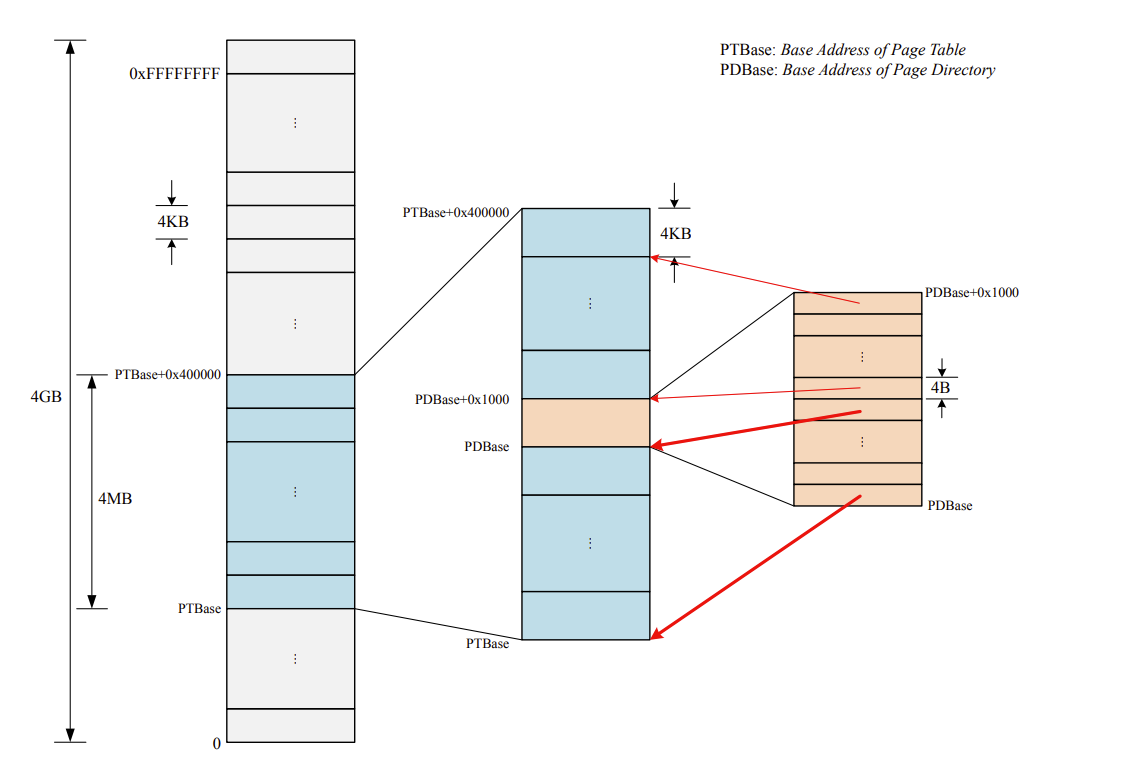 PTBase: Base Address of Page Table
PDBase: Base Address of Page Directory
0xFFFFFFFF
4KB
PTBase+0x400000
4GB
4MB
PTBase
0
PTBase+0x400000
4KB
PDBase+0x1000
PDBase
PTBase
PDBase+0x1000
4B
PDBase